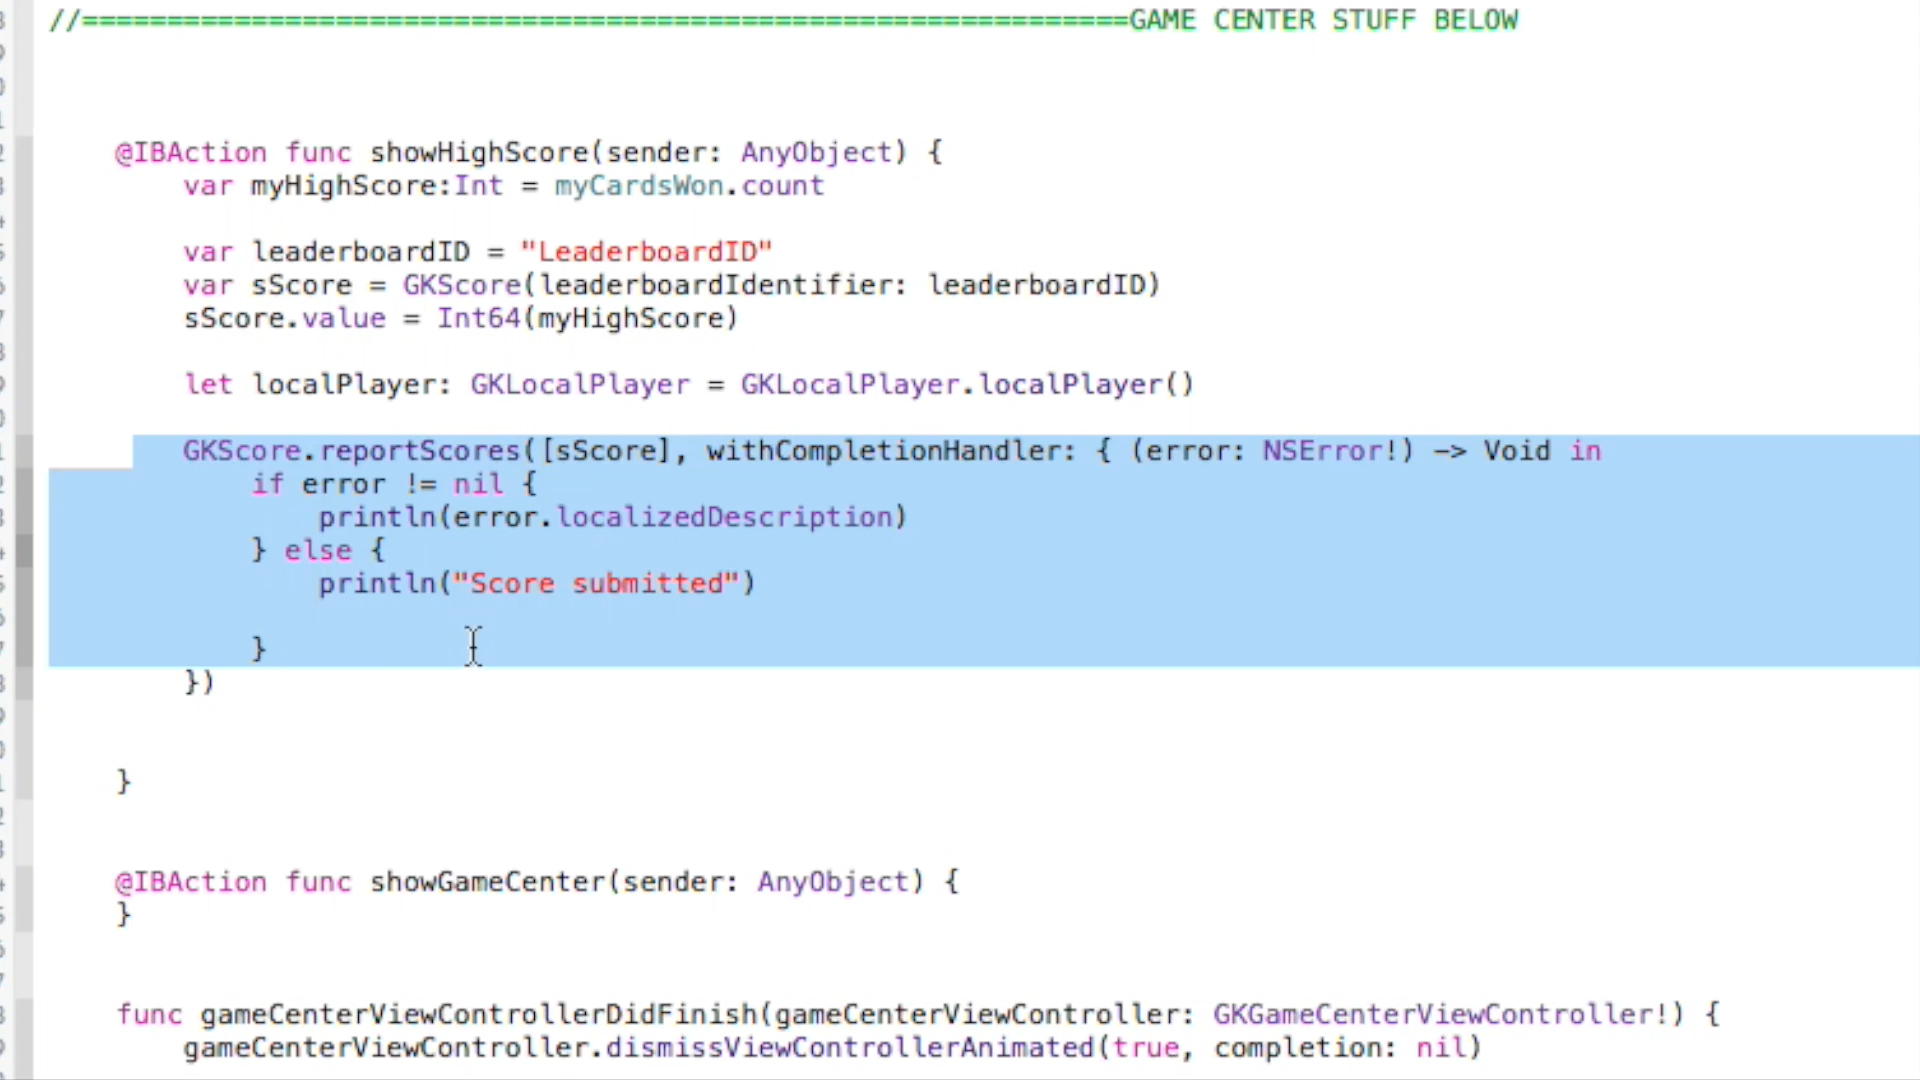 //==============================================================GAME CENTER STUFF BELOW
@IBAction func showHighScore(sender: AnyObject) {
var myHighScore:Int = myCardsWon.count
var leaderboardID = "LeaderboardID"
var sScore = GKScore(leaderboardIdentifier: leaderboardID)
sScore.value = Int64(myHighScore)
let localPlayer: GKLocalPlayer = GKLocalPlayer.localPlayer()
GKScore.reportScores([sScore], withCompletionHandler: { (error: NSError!) -> Void in
if error != nil {
println(error.localizedDescription)
} else {
println("Score submitted")
}
})
}
@IBAction func showGameCenter(sender: AnyObject) {
}
func gameCenterViewControllerDidFinish(gameCenterViewController: GKGameCenterViewController!) {
gameCenterViewController.dismissViewControllerAnimated(true, completion: nil)